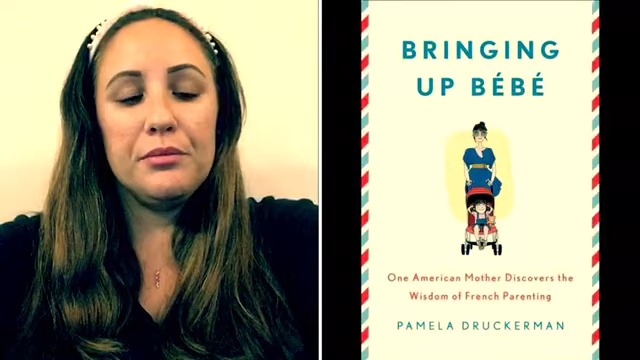 BRINGING
UP BÉBÉ
One American Mother Discovers the
Wisdom of French Parenting
PAMELA DRUCKERMAN